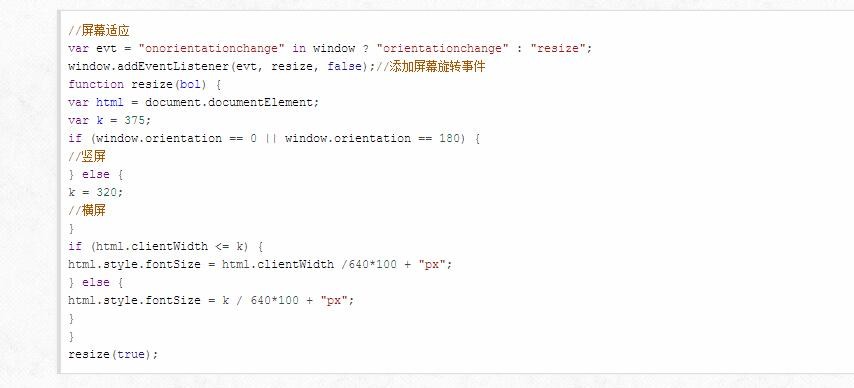 //屏幕适应
var evt = "onorientationchange" in window ? "orientationchange" : "resize";
window.addEventListener(evt, resize, false);//添加屏幕旋转事件
function resize(bol) {
var html = document.documentElement;
var k = 375;
if (window.orientation == 0 || window.orientation == 180) {
//竖屏
} else {
k = 320;
//横屏
}
if (html.clientWidth <= k) {
html.style.fontSize = html.clientWidth /640*100 + "px";
} else {
html.style.fontSize = k / 640*100 + "px";
}
}
resize(true);